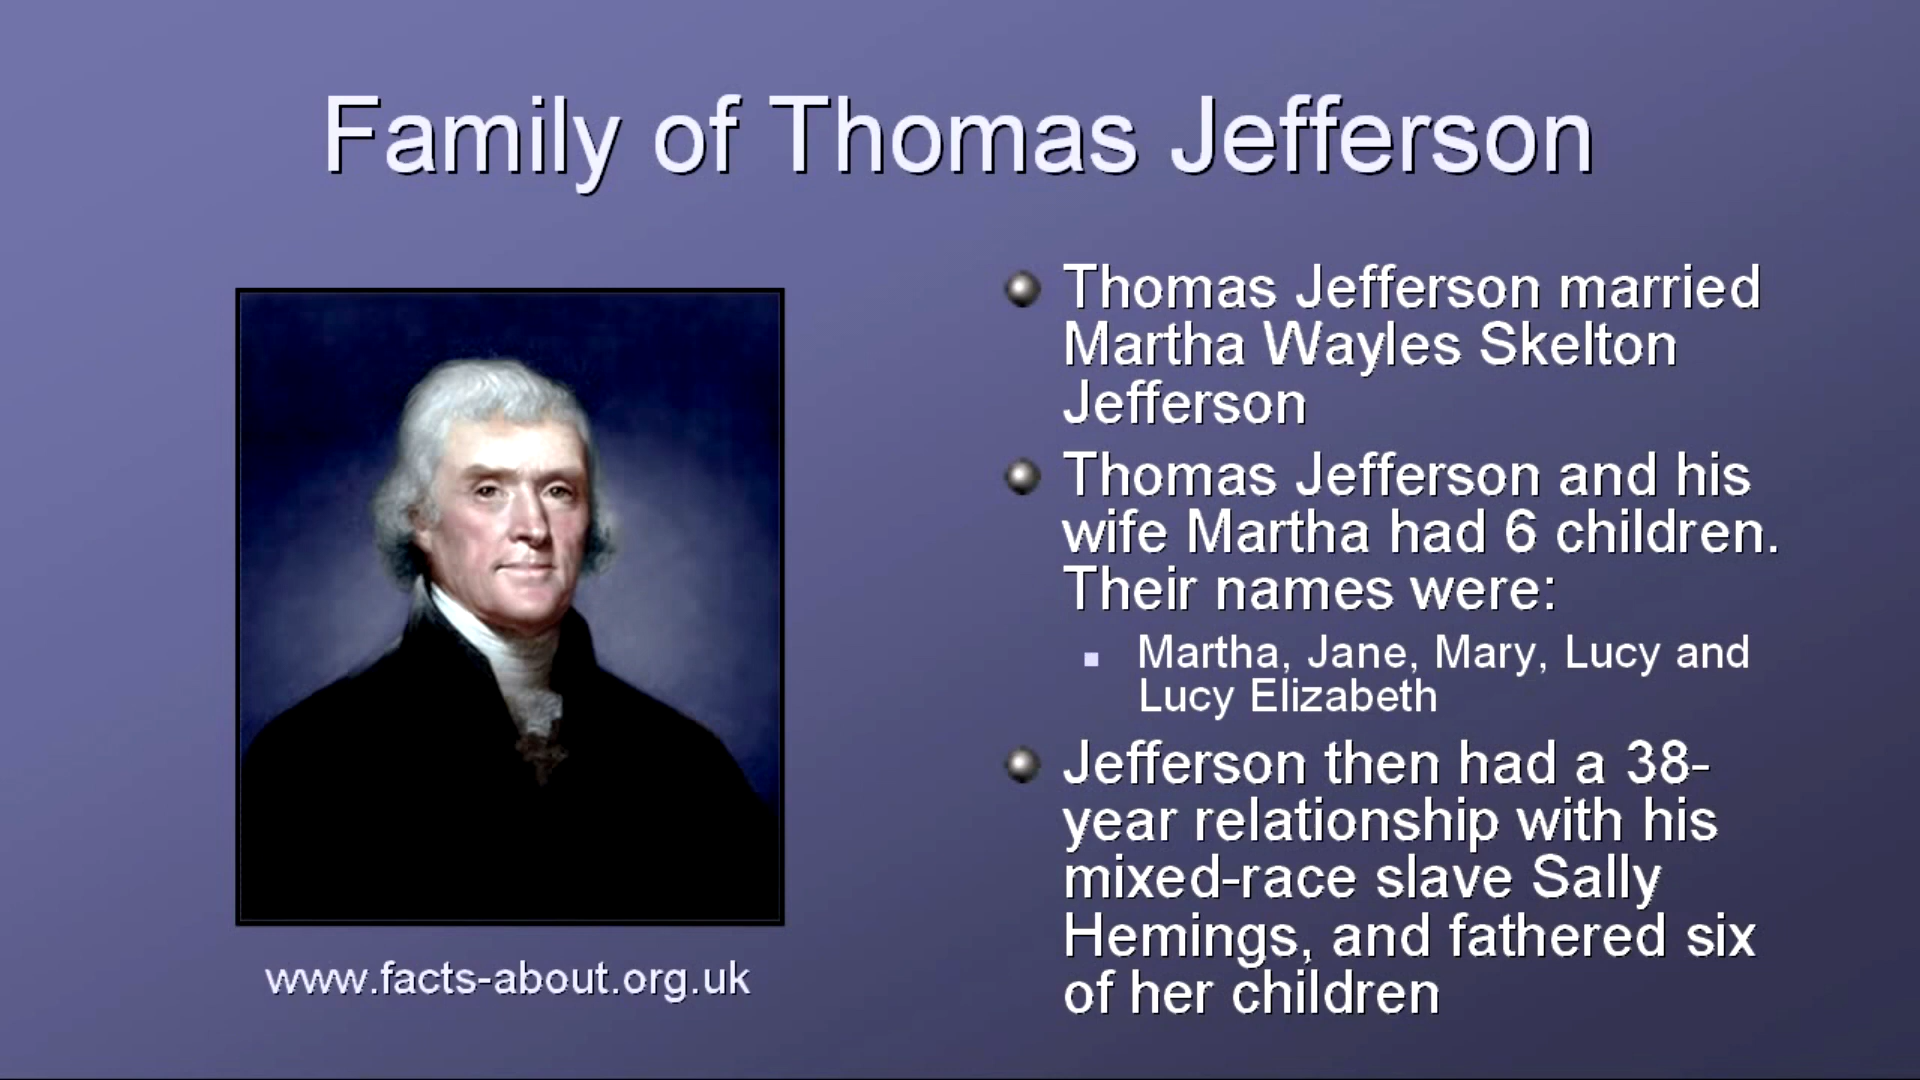 Family of Thomas Jefferson
Thomas Jefferson married
Martha Wayles Skelton
Jefferson
Thomas Jefferson and his
wife Martha had 6 children.
Their names were:
Martha, Jane, Mary, Lucy and
Lucy Elizabeth
Jefferson then had a 38-
year relationship with his
mixed-race slave Sally
Hemings, and fathered six
of her children
www.facts-about.org.uk